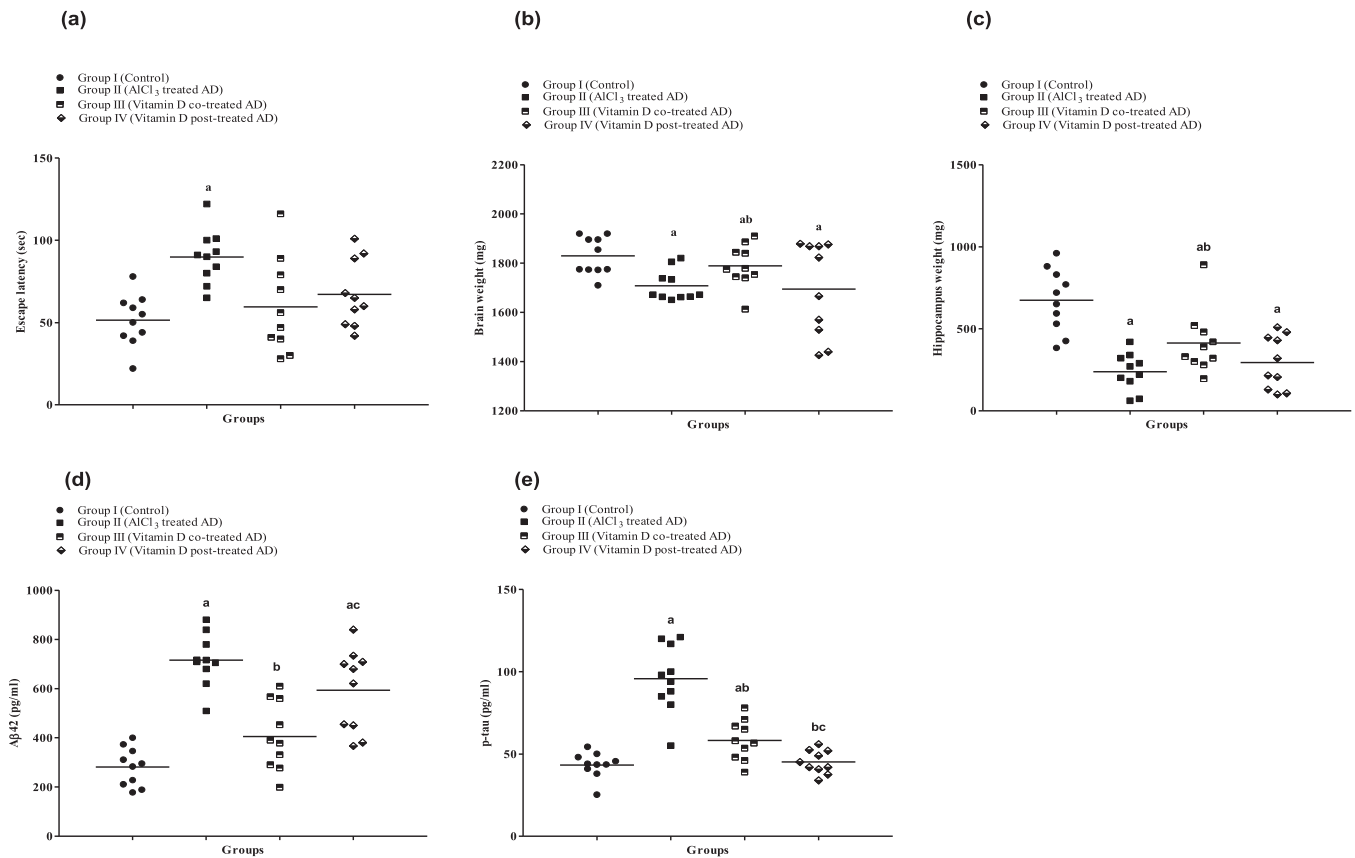 (a)
Group I (Control)
Group II (AlCl3 treated AD)
Group III (Vitamin D co-treated AD)
Group IV (Vitamin D post-treated AD)
150
100
50
0
Escape latency (sec)
a
Groups
(b)
Group I (Control)
Group II (AlCl3 treated AD)
Group III (Vitamin D co-treated AD)
Group IV (Vitamin D post-treated AD)
2200
2000
1800
1600
1400
1200
Brain weight (mg)
a
ab
a
Groups
(c)
Group I (Control)
Group II (AlCl3 treated AD)
Group III (Vitamin D co-treated AD)
Group IV (Vitamin D post-treated AD)
1500
1000
500
0
Hippocampus weight (mg)
a
ab
a
Groups
(d)
Group I (Control)
Group II (AlCl3 treated AD)
Group III (Vitamin D co-treated AD)
Group IV (Vitamin D post-treated AD)
1000
800
600
400
200
0
Aβ42 (pg/ml)
a
b
ac
Groups
(e)
Group I (Control)
Group II (AlCl3 treated AD)
Group III (Vitamin D co-treated AD)
Group IV (Vitamin D post-treated AD)
150
100
50
0
p-tau (pg/ml)
a
ab
bc
Groups